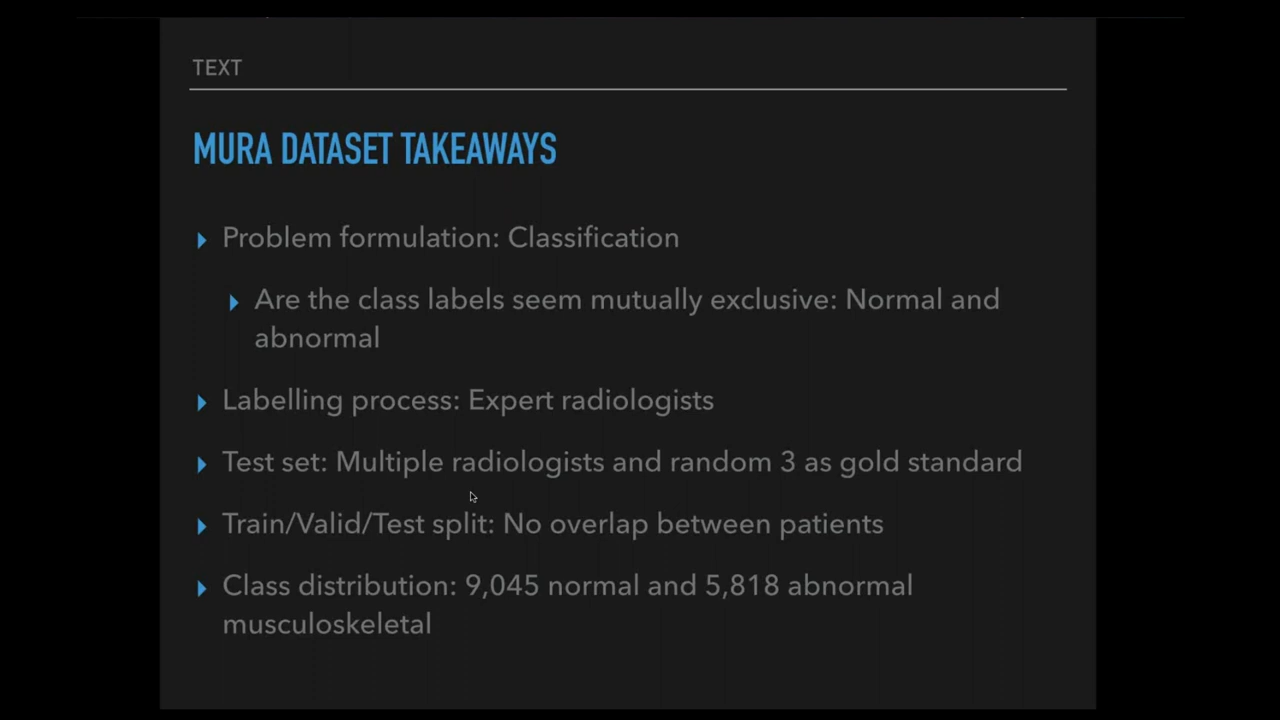 TEXT
MURA DATASET TAKEAWAYS
Problem formulation: Classification
Are the class labels seem mutually exclusive: Normal and
abnormal
Labelling process: Expert radiologists
Test set: Multiple radiologists and random 3 as gold standard
Train/Valid/Test split: No overlap between patients
Class distribution: 9,045 normal and 5,818 abnormal
musculoskeletal